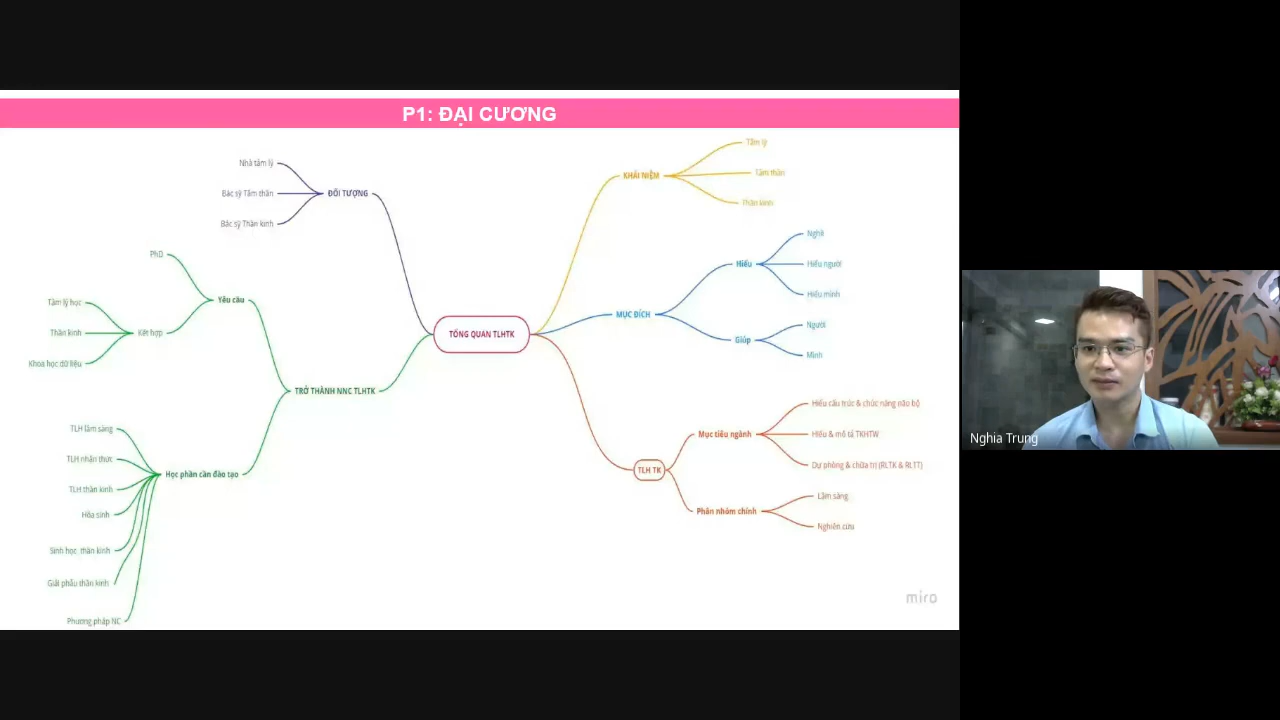 P1: ĐẠI CƯƠNG
Nhà tâm lý
Bác sỹ Tâm thần
Bác sỹ Thần kinh
ĐỐI TƯỢNG
PhD
Yêu cầu
Tâm lý học
Thần kinh
Khoa học dữ liệu
Kết hợp
TRỞ THÀNH NNC TLHTK
TLH lâm sàng
TLH nhận thức
TLH thần kinh
Hóa sinh
Sinh học thần kinh
Giải phẫu thần kinh
Phương pháp NC
Học phần cần đào tạo
TỔNG QUAN TLHTK
KHÁI NIỆM
Tâm lý
Tâm thần
Thần kinh
MỤC ĐÍCH
Hiểu
Nghề
Hiểu người
Hiểu mình
Giúp
Người
Mình
TLH TK
Mục tiêu ngành
Hiểu cấu trúc & chức năng não bộ
Hiểu & mô tả TKHTW
Dự phòng & chữa trị (RLTK & RLTT)
Phân nhóm chính
Lâm sàng
Nghiên cứu
miro
Nghia Trung